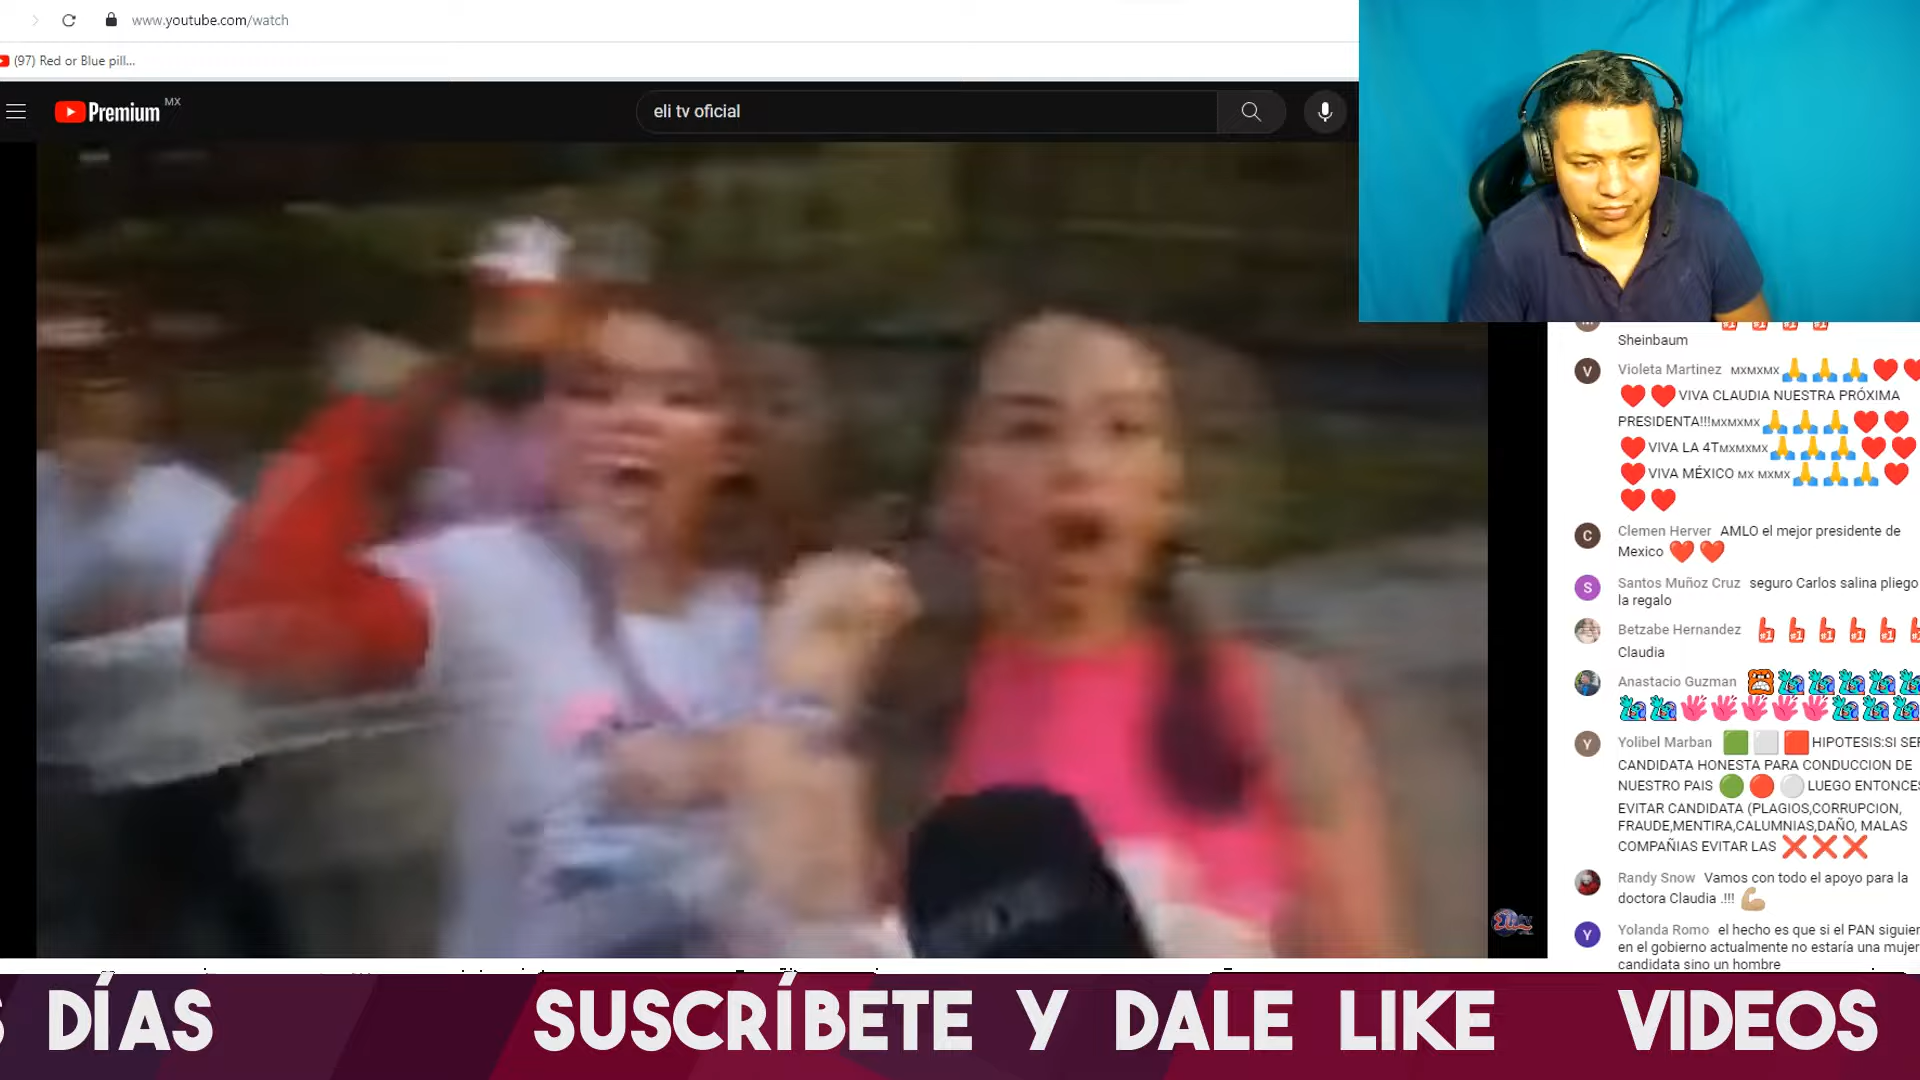 www.youtube.com/watch
(97) Red or Blue pill...
Premium MX
eli tv oficial
Sheinbaum
Violeta Martinez MXMXMX
VIVA CLAUDIA NUESTRA PRÓXIMA
PRESIDENTA!!!MXMXMX
VIVA LA 4TMXMXMX
VIVA MÉXICO MX MXMX
Clemen Herver AMLO el mejor presidente de
Mexico
Santos Muñoz Cruz seguro Carlos salina pliego
la regalo
Betzabe Hernandez
Claudia
Anastacio Guzman
Yolibel Marban HIPOTESIS:SI SER
CANDIDATA HONESTA PARA CONDUCCION DE
NUESTRO PAIS LUEGO ENTONCES
EVITAR CANDIDATA (PLAGIOS,CORRUPCION,
FRAUDE,MENTIRA,CALUMNIAS,DAÑO, MALAS
COMPAÑIAS EVITAR LAS
Randy Snow Vamos con todo el apoyo para la
doctora Claudia .!!!
Yolanda Romo el hecho es que si el PAN siguier
en el gobierno actualmente no estaría una mujer
candidata sino un hombre
S DÍAS SUSCRÍBETE Y DALE LIKE VIDEOS